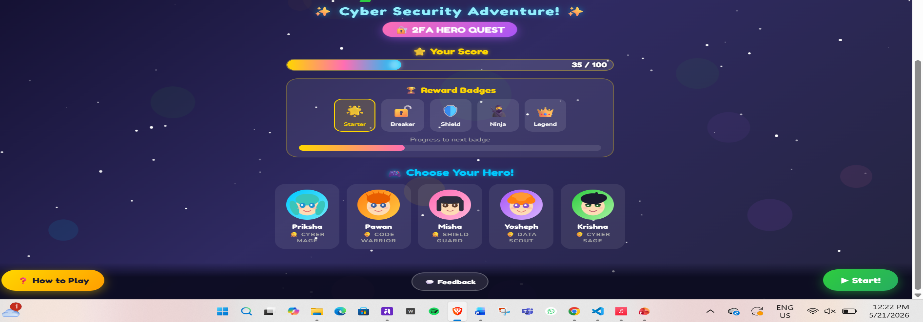 Cyber Security Adventure!
2FA HERO QUEST
Your Score
35 / 100
Reward Badges
Starter
Breaker
Shield
Ninja
Legend
Progress to next badge
Choose Your Hero!
Priksha
CYBER
MAGE
Pawan
CODE
WARRIOR
Misha
SHIELD
GUARD
Yosheph
DATA
SCOUT
Krishna
CYBER
SAGE
? How to Play
Feedback
Start!
1
ENG
US
12:22 PM
5/21/2026